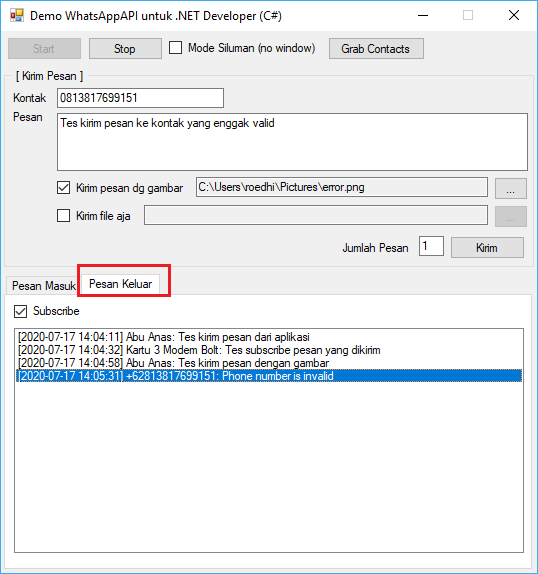 Demo WhatsAppAPI untuk .NET Developer (C#)
Start Stop Mode Siluman (no window) Grab Contacts
[ Kirim Pesan ]
Kontak 0813817699151
Pesan Tes kirim pesan ke kontak yang enggak valid
Kirim pesan dg gambar C:\Users\roedhi\Pictures\error.png ...
Kirim file aja ...
Jumlah Pesan 1 Kirim
Pesan Masuk Pesan Keluar
Subscribe
[2020-07-17 14:04:11] Abu Anas: Tes kirim pesan dari aplikasi
[2020-07-17 14:04:32] Kartu 3 Modem Bolt: Tes subscribe pesan yang dikirim
[2020-07-17 14:04:58] Abu Anas: Tes kirim pesan dengan gambar
[2020-07-17 14:05:31] +62813817699151: Phone number is invalid